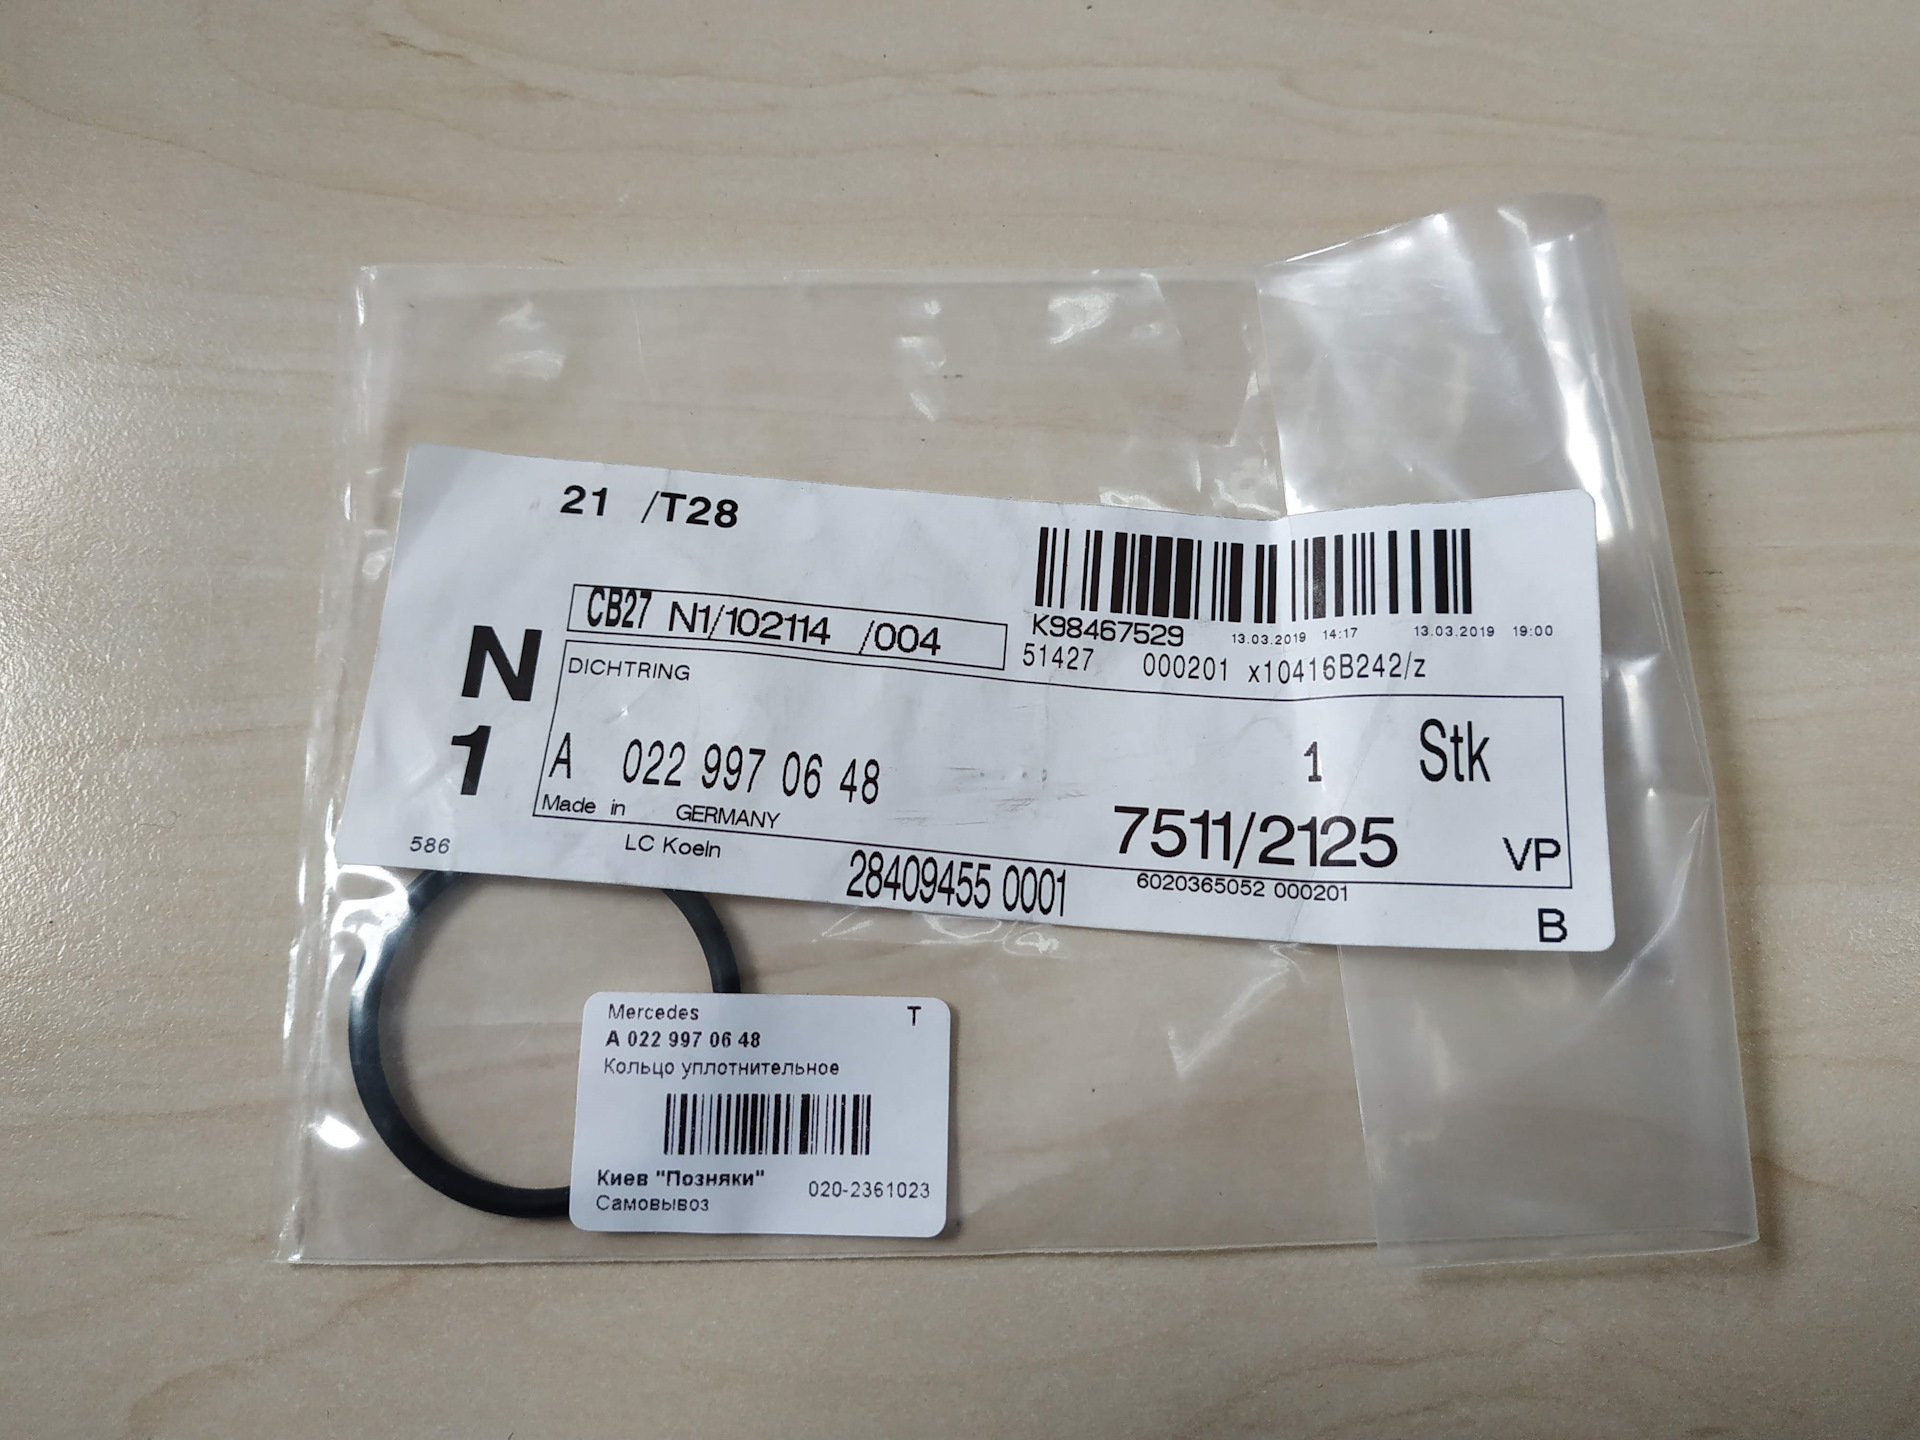 21 /T28
CB27 N1/102114 /004
K98467529 13.03.2019 14:17 13.03.2019 19:00
51427 000201 x10416B242/z
N
1
DICHTRING
A 022 997 06 48 1 Stk
Made in GERMANY 7511/2125 VP
586 LC Koeln 28409455 0001 6020365052 000201
B
Mercedes T
A 022 997 06 48
Кольцо уплотнительное
Киев "Позняки" 020-2361023
Самовывоз